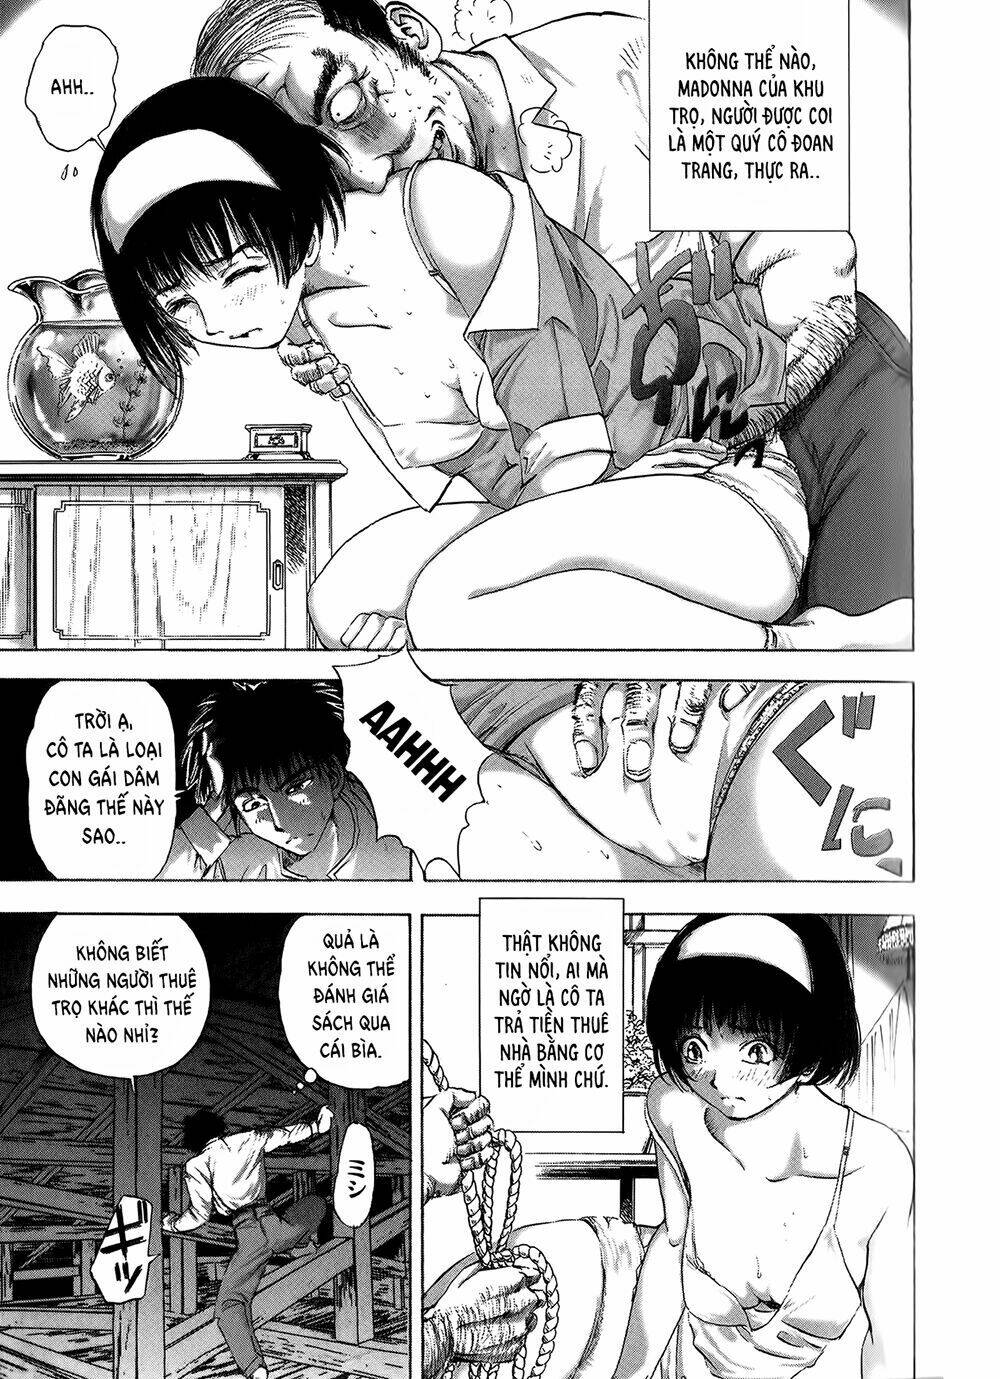 KHÔNG THỂ NÀO,
MADONNA CỦA KHU
TRỌ, NGƯỜI ĐƯỢC COI
LÀ MỘT QUÝ CÔ ĐOAN
TRANG, THỰC RA..
AHH..
AAHHH
ぐに
TRỜI Ạ,
CÔ TA LÀ LOẠI
CON GÁI DÂM
ĐÃNG THẾ NÀY
SAO..
THẬT KHÔNG
TIN NỔI, AI MÀ
NGỜ LÀ CÔ TA
TRẢ TIỀN THUÊ
NHÀ BẰNG CƠ
THỂ MÌNH CHỨ.
QUẢ LÀ
KHÔNG THỂ
ĐÁNH GIÁ
SÁCH QUA
CÁI BÌA.
KHÔNG BIẾT
NHỮNG NGƯỜI THUÊ
TRỌ KHÁC THÌ THẾ
NÀO NHỈ?
ミシ
ギッ